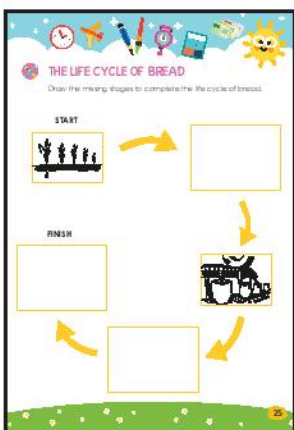 THE LIFE CYCLE OF BREAD
Draw the missing stages to complete the life cycle of bread.
START
FINISH
25